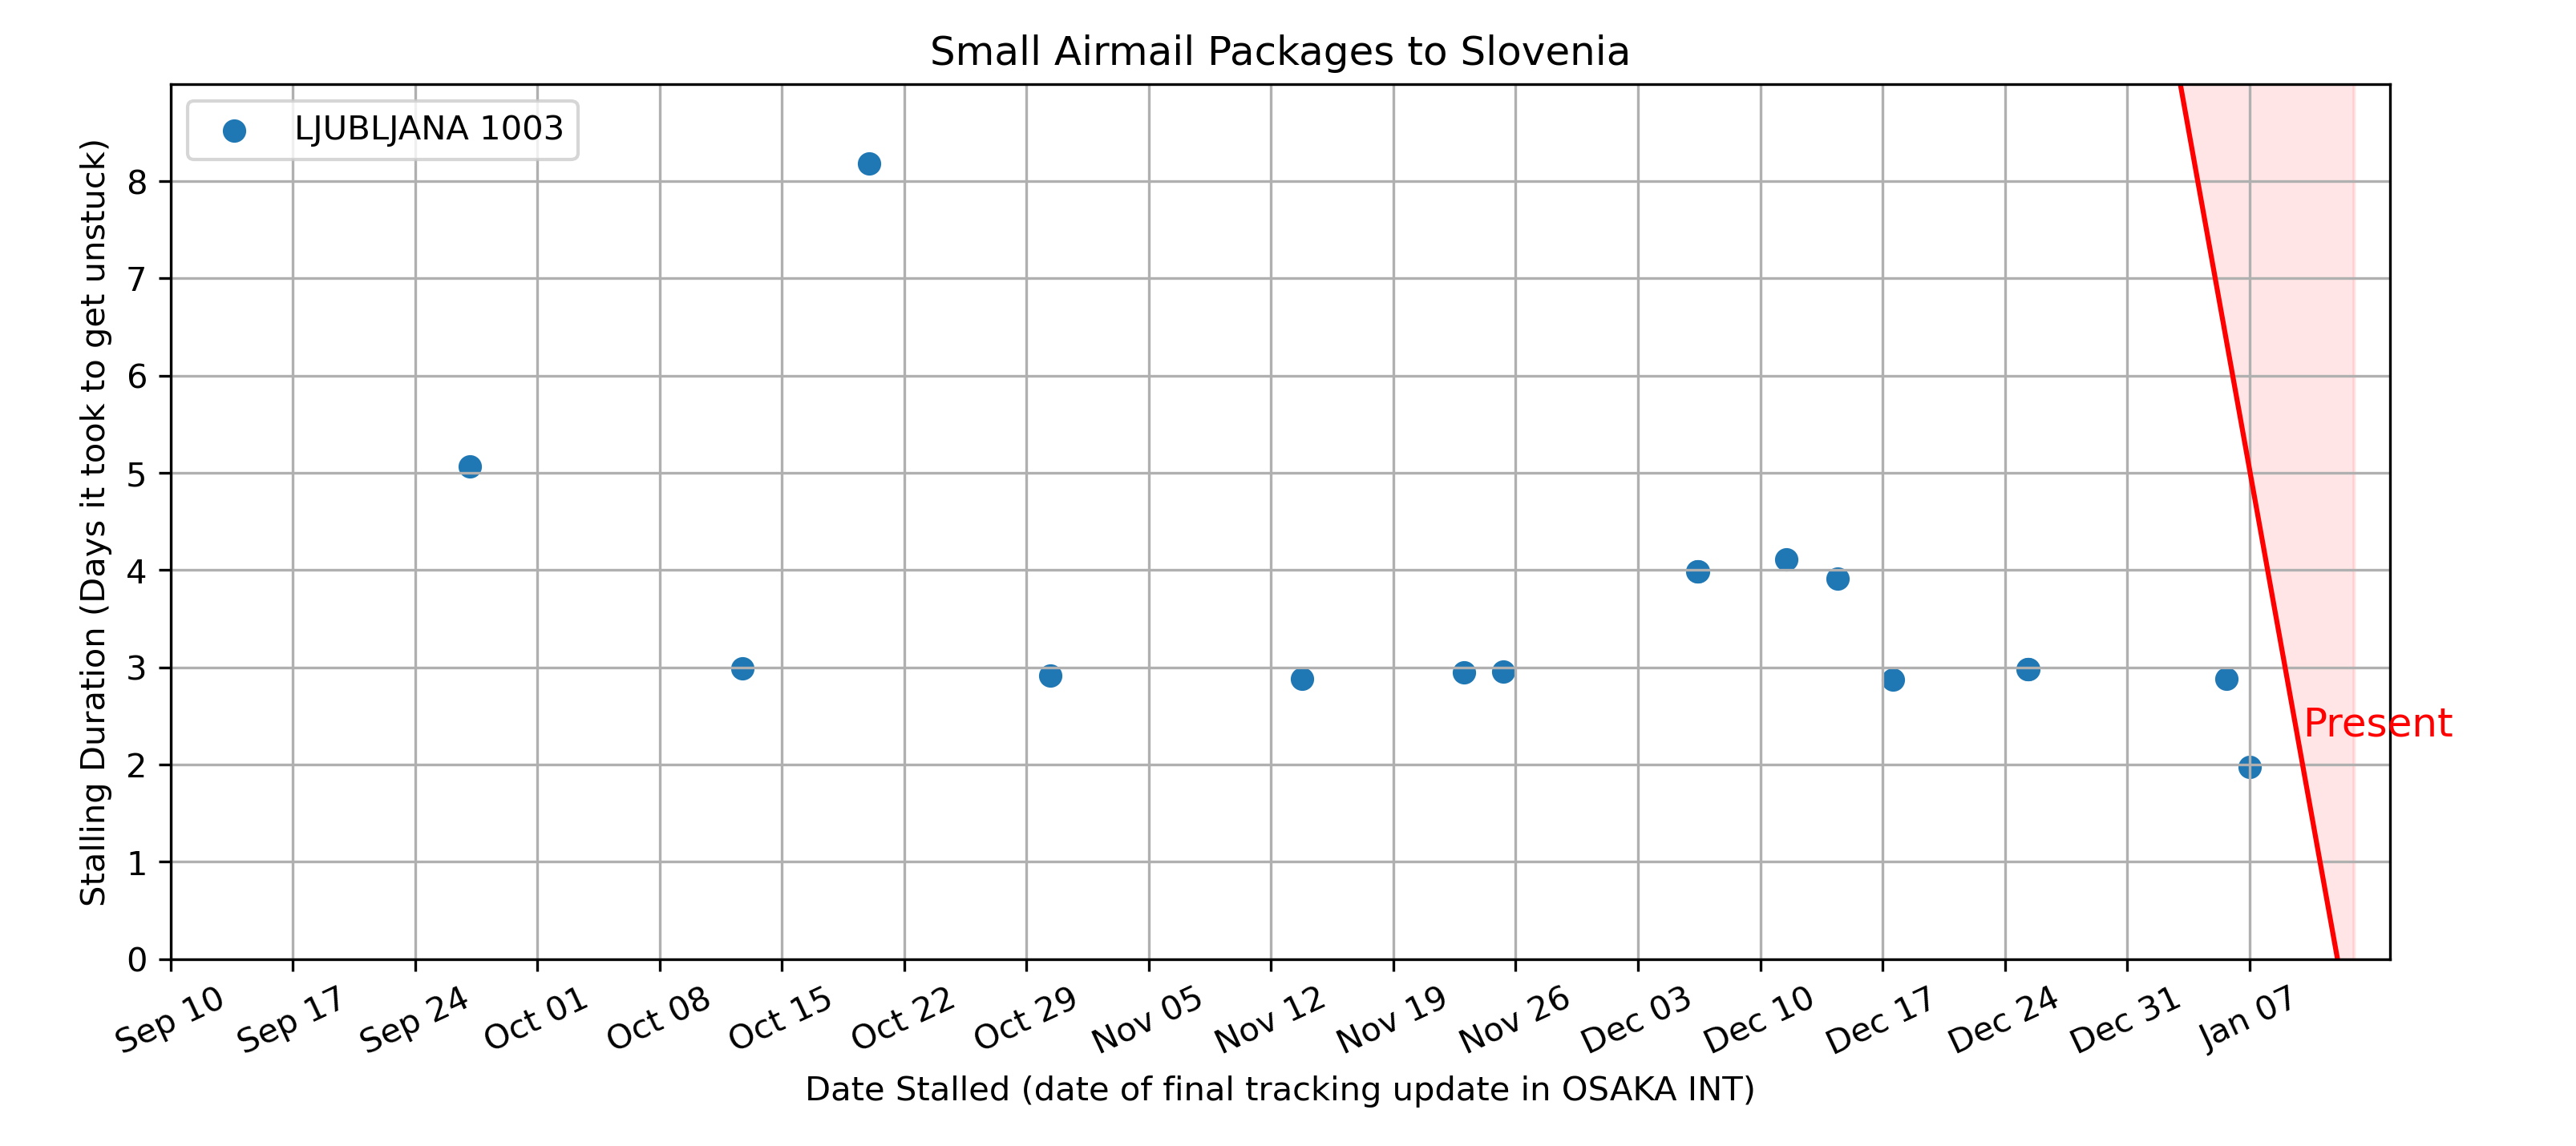 Small Airmail Packages to Slovenia
LJUBLJANA 1003
Stalling Duration (Days it took to get unstuck)
8
7
6
5
4
3
2
1
0
Present
Sep 10
Sep 17
Sep 24
Oct 01
Oct 08
Oct 15
Oct 22
Oct 29
Nov 05
Nov 12
Nov 19
Nov 26
Dec 03
Dec 10
Dec 17
Dec 24
Dec 31
Jan 07
Date Stalled (date of final tracking update in OSAKA INT)